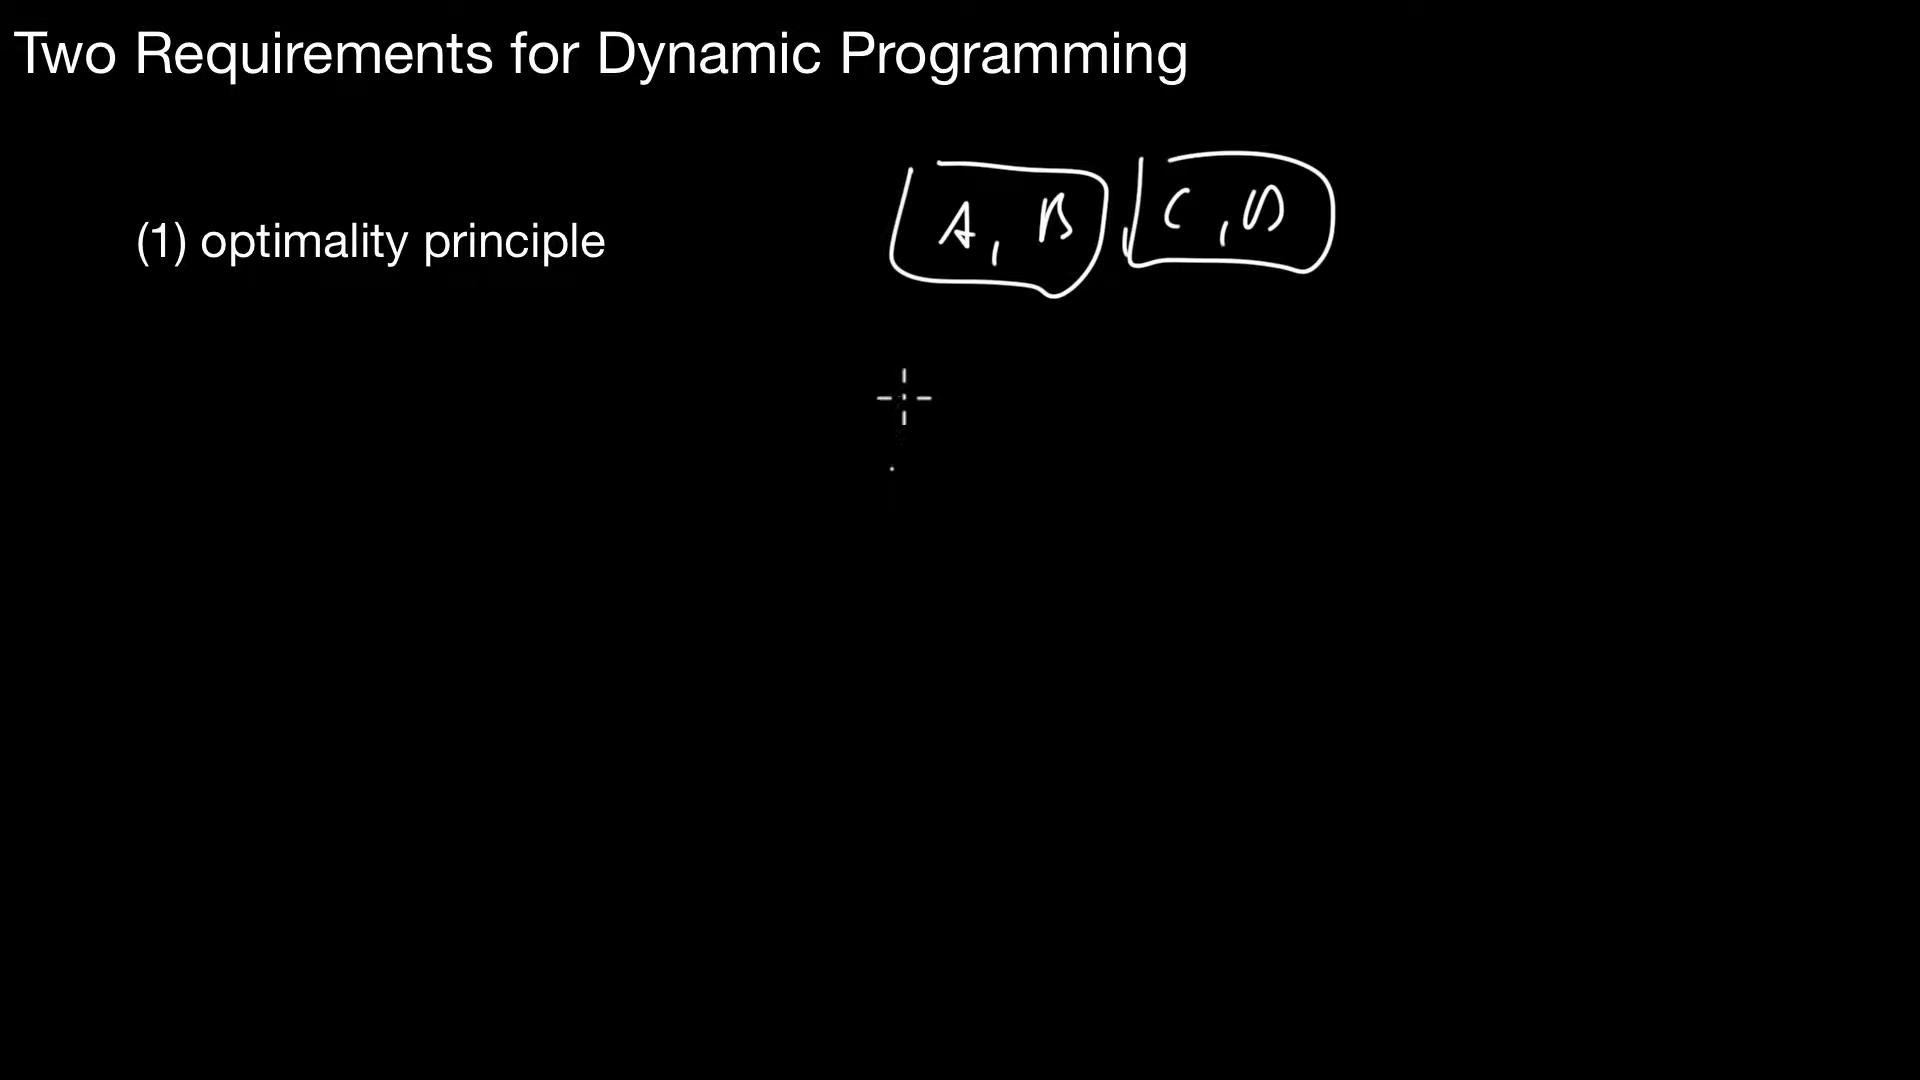 Two Requirements for Dynamic Programming
A, B, C, D
(1) optimality principle